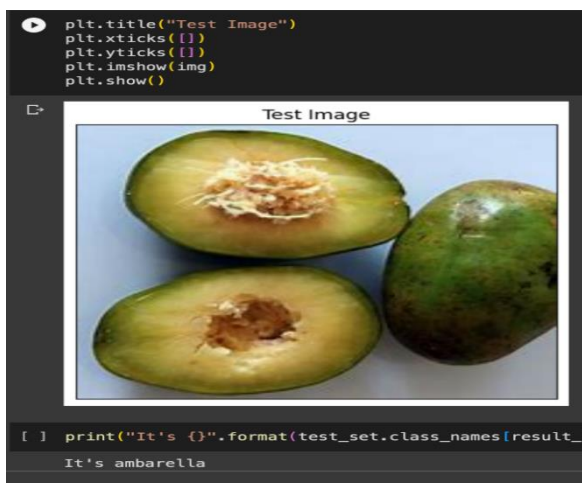 plt.title("Test Image")
plt.xticks([])
plt.yticks([])
plt.imshow(img)
plt.show()
Test Image
[ ] print("It's {}".format(test_set.class_names[result_
It's ambarella